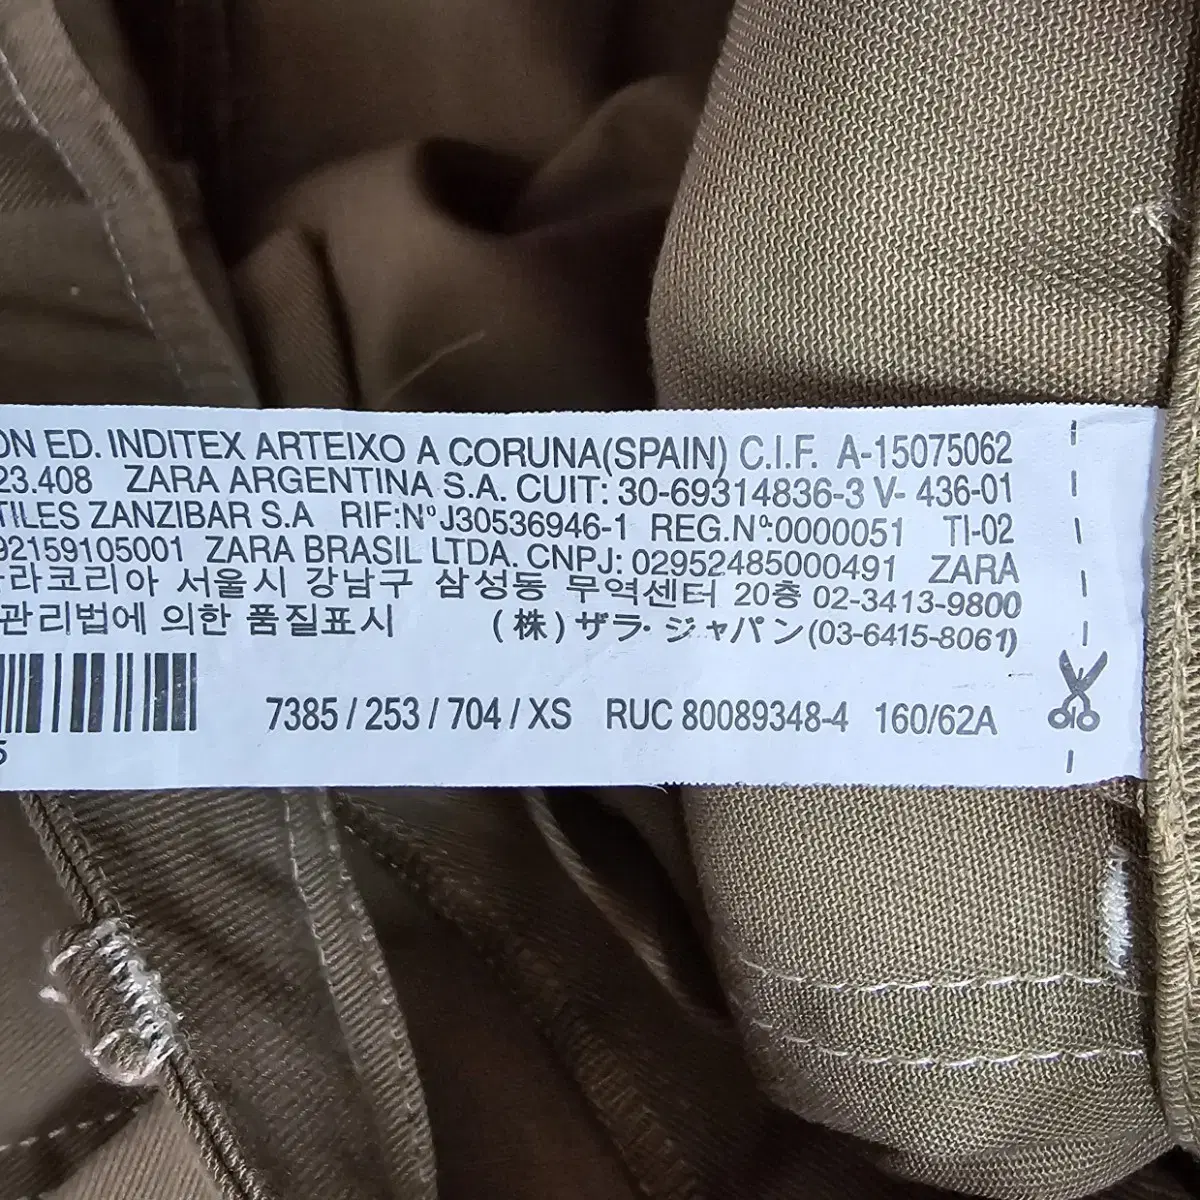 ON ED. INDITEX ARTEIXO A CORUNA(SPAIN) C.I.F. A-15075062
23.408 ZARA ARGENTINA S.A. CUIT: 30-69314836-3 V- 436-01
TILES ZANZIBAR S.A RIF:Nº J30536946-1 REG.Nº:0000051 TI-02
92159105001 ZARA BRASIL LTDA. CNPJ: 02952485000491 ZARA
라코리아 서울시 강남구 삼성동 무역센터 20층 02-3413-9800
관리법에 의한 품질표시 (株)ザラ・ジャパン(03-6415-8061)
7385 / 253 / 704 / XS RUC 80089348-4 160/62A
5